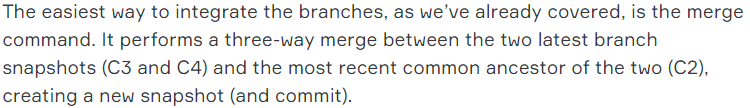 The easiest way to integrate the branches, as we’ve already covered, is the merge
command. It performs a three-way merge between the two latest branch
snapshots (C3 and C4) and the most recent common ancestor of the two (C2),
creating a new snapshot (and commit).